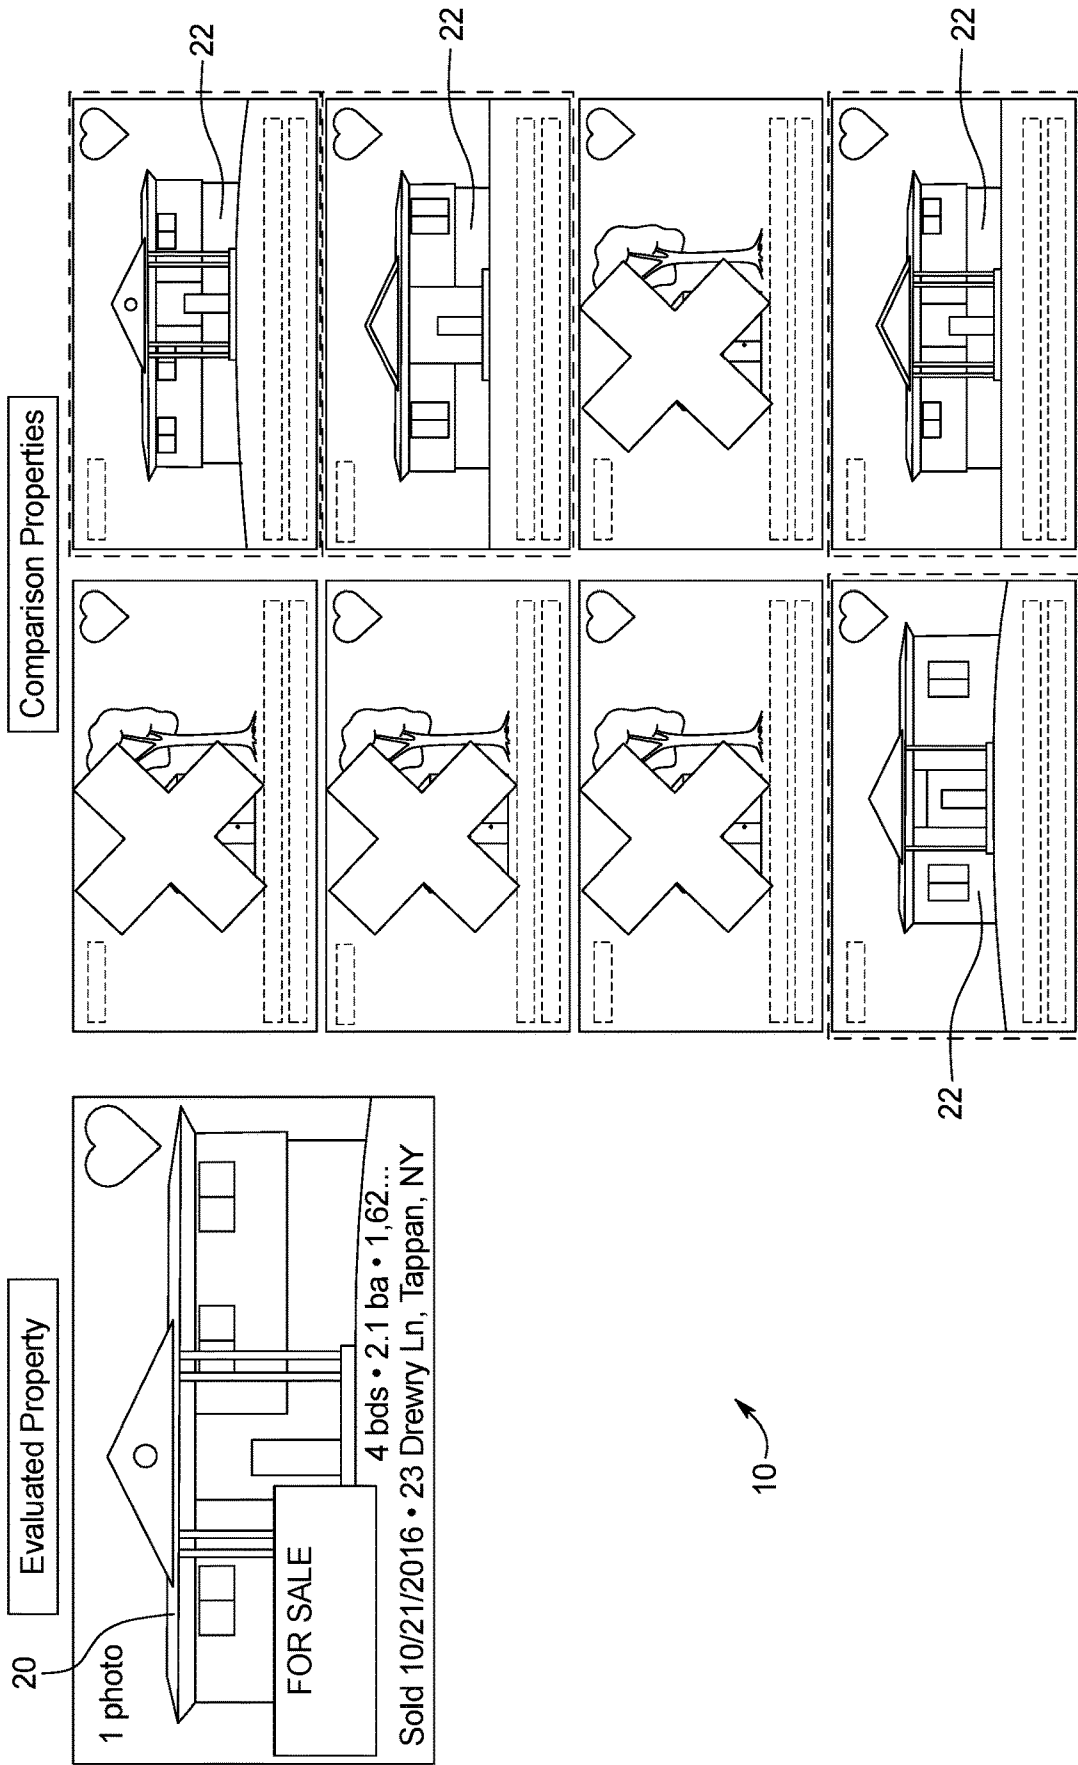 Evaluated Property
Comparison Properties
20
1 photo
FOR SALE
4 bds • 2.1 ba • 1,62...
Sold 10/21/2016 • 23 Drewry Ln, Tappan, NY
22
22
22
22
10